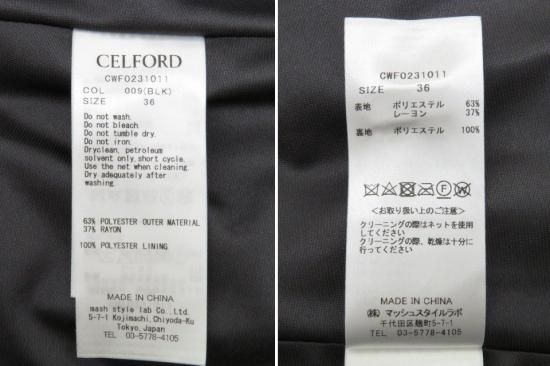 CELFORD
CWF0231011
COL 009(BLK)
SIZE 36
Do not wash.
Do not bleach.
Do not tumble dry.
Do not iron.
Dryclean, petroleum
solvent only, short cycle.
Use the net when cleaning.
Dry adequately after
washing.
63% POLYESTER OUTER MATERIAL
37% RAYON
100% POLYESTER LINING
MADE IN CHINA
mash style lab Co.,Ltd.
5-7-1 Kojimachi,Chiyoda-Ku
Tokyo,Japan
TEL 03-5778-4105
CWF0231011
SIZE 36
表地 ポリエステル 63%
レーヨン 37%
裏地 ポリエステル 100%
<お取り扱い上のご注意>
クリーニングの際はネットを使用
してください
クリーニングの際、乾燥は十分に
行ってください
MADE IN CHINA
(株) マッシュスタイルラボ
千代田区麹町5-7-1
TEL 03-5778-4105